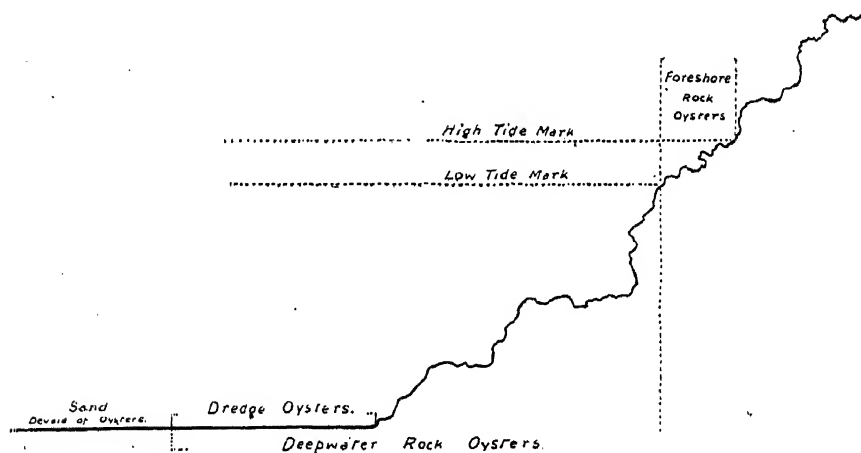 Foreshore
Rock
Oysters
High Tide Mark
Low Tide Mark
Sand
Devoid of Oysters.
Dredge Oysters.
Deepwater Rock Oysters.